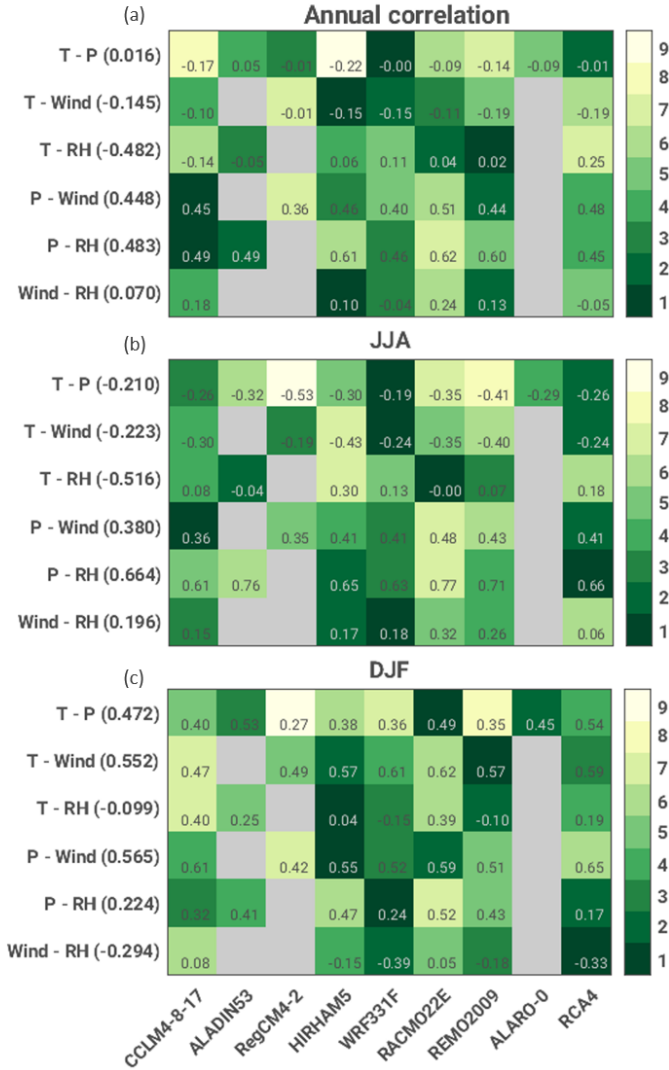 (a) Annual correlation
T - P (0.016) -0.17 0.05 -0.01 -0.22 -0.00 -0.09 -0.14 -0.09 -0.01
T - Wind (-0.145) -0.10 -0.01 -0.15 -0.15 -0.11 -0.19 -0.19
T - RH (-0.482) -0.14 -0.05 0.06 0.11 0.04 0.02 0.25
P - Wind (0.448) 0.45 0.36 0.46 0.40 0.51 0.44 0.48
P - RH (0.483) 0.49 0.49 0.61 0.46 0.62 0.60 0.45
Wind - RH (0.070) 0.18 0.10 -0.04 0.24 0.13 -0.05
9
8
7
6
5
4
3
2
1
(b) JJA
T - P (-0.210) -0.26 -0.32 -0.53 -0.30 -0.19 -0.35 -0.41 -0.29 -0.26
T - Wind (-0.223) -0.30 -0.19 -0.43 -0.24 -0.35 -0.40 -0.24
T - RH (-0.516) 0.08 -0.04 0.30 0.13 -0.00 0.07 0.18
P - Wind (0.380) 0.36 0.35 0.41 0.41 0.48 0.43 0.41
P - RH (0.664) 0.61 0.76 0.65 0.63 0.77 0.71 0.66
Wind - RH (0.196) 0.15 0.17 0.18 0.32 0.26 0.06
9
8
7
6
5
4
3
2
1
(c) DJF
T - P (0.472) 0.40 0.53 0.27 0.38 0.36 0.49 0.35 0.45 0.54
T - Wind (0.552) 0.47 0.49 0.57 0.61 0.62 0.57 0.59
T - RH (-0.099) 0.40 0.25 0.04 -0.15 0.39 -0.10 0.19
P - Wind (0.565) 0.61 0.42 0.55 0.52 0.59 0.51 0.65
P - RH (0.224) 0.32 0.41 0.47 0.24 0.52 0.43 0.17
Wind - RH (-0.294) 0.08 -0.15 -0.39 0.05 -0.18 -0.33
9
8
7
6
5
4
3
2
1
CCLM4-8-17
ALADIN53
RegCM4-2
HIRHAM5
WRF331F
RACMO22E
REMO2009
ALARO-0
RCA4